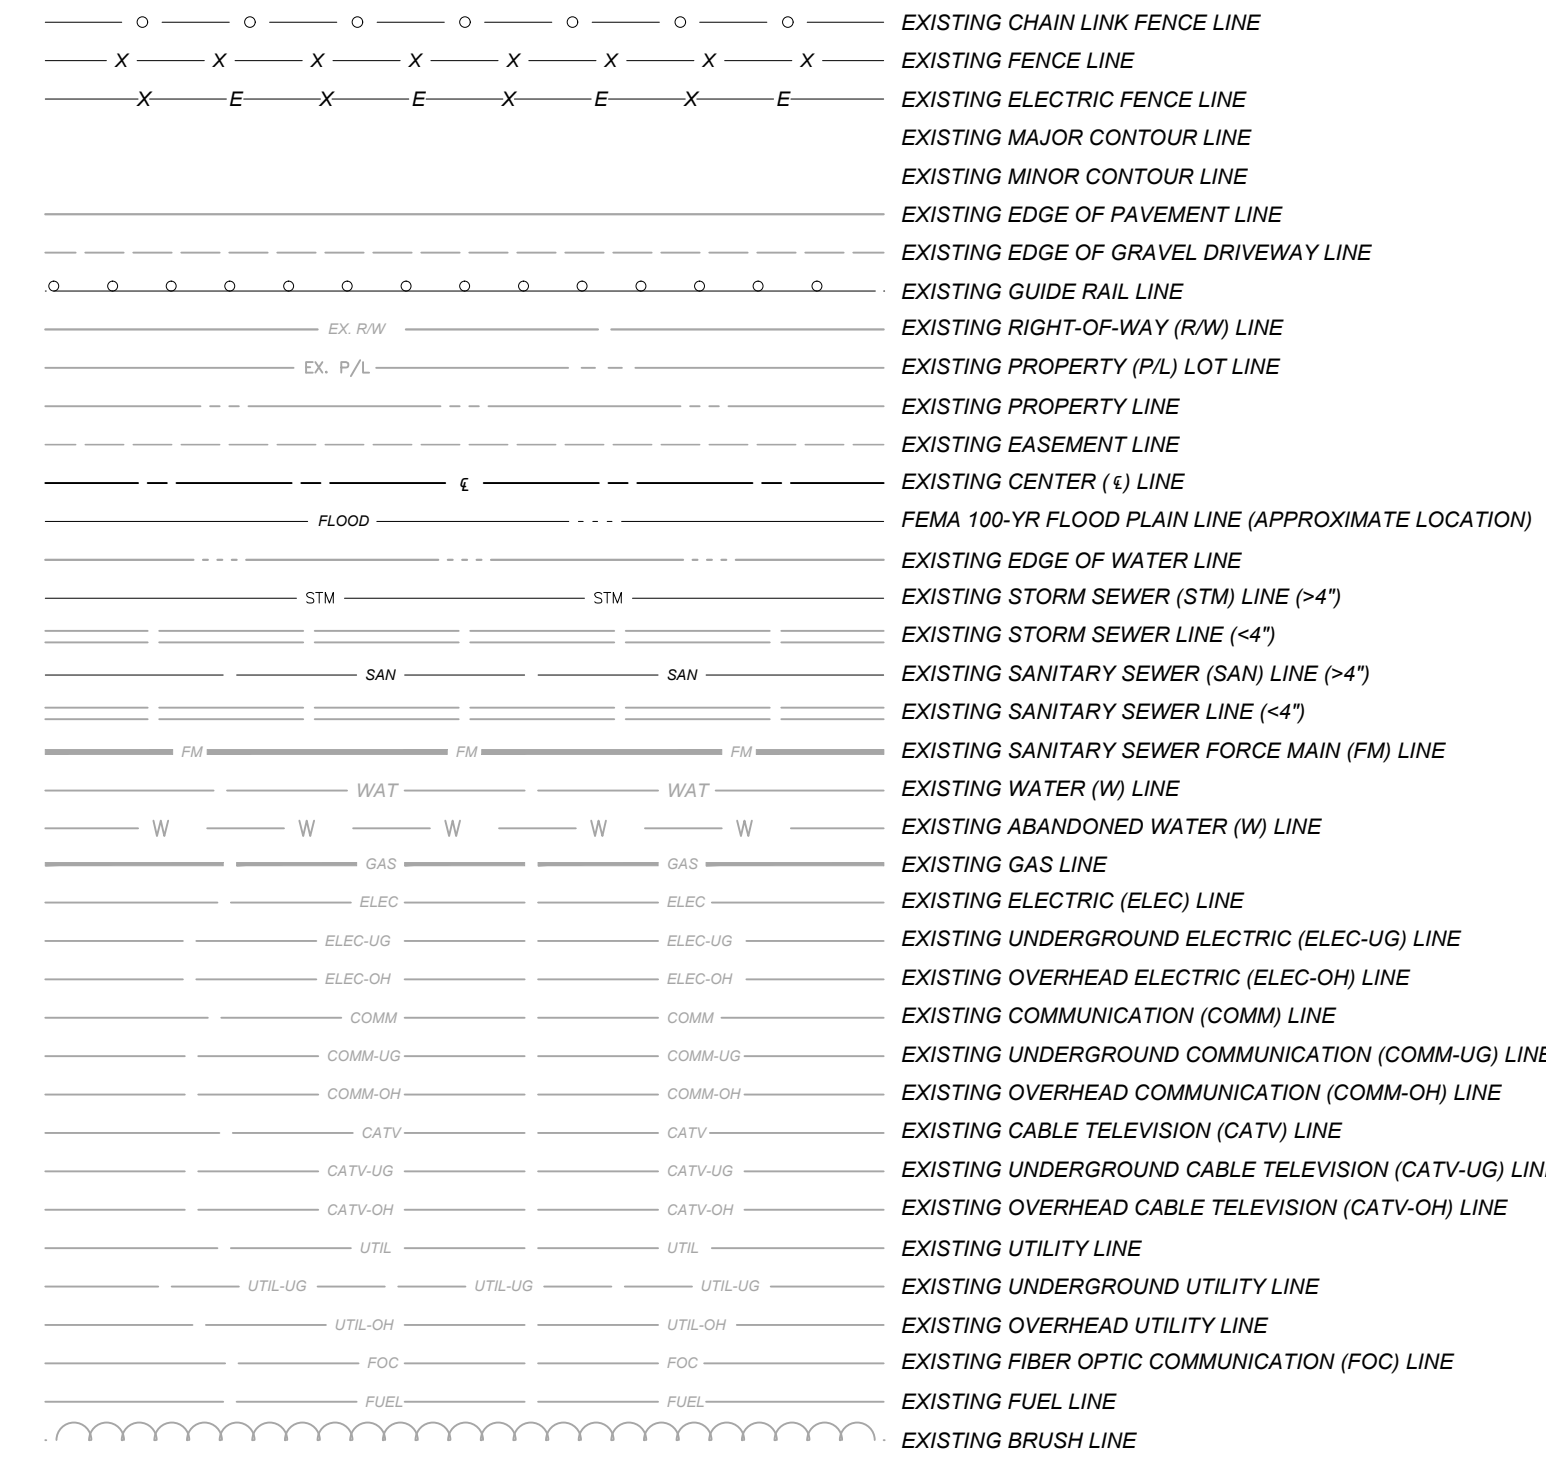 EXISTING CHAIN LINK FENCE LINE
X X X X X X X X EXISTING FENCE LINE
X E X E X E X E EXISTING ELECTRIC FENCE LINE
EXISTING MAJOR CONTOUR LINE
EXISTING MINOR CONTOUR LINE
EXISTING EDGE OF PAVEMENT LINE
EXISTING EDGE OF GRAVEL DRIVEWAY LINE
EXISTING GUIDE RAIL LINE
EX. R/W EXISTING RIGHT-OF-WAY (R/W) LINE
EX. P/L EXISTING PROPERTY (P/L) LOT LINE
EXISTING PROPERTY LINE
EXISTING EASEMENT LINE
℄ EXISTING CENTER (℄) LINE
FLOOD FEMA 100-YR FLOOD PLAIN LINE (APPROXIMATE LOCATION)
EXISTING EDGE OF WATER LINE
STM STM EXISTING STORM SEWER (STM) LINE (>4")
EXISTING STORM SEWER LINE (<4")
SAN SAN EXISTING SANITARY SEWER (SAN) LINE (>4")
EXISTING SANITARY SEWER LINE (<4")
FM FM FM EXISTING SANITARY SEWER FORCE MAIN (FM) LINE
WAT WAT EXISTING WATER (W) LINE
W W W W W EXISTING ABANDONED WATER (W) LINE
GAS GAS EXISTING GAS LINE
ELEC ELEC EXISTING ELECTRIC (ELEC) LINE
ELEC-UG ELEC-UG EXISTING UNDERGROUND ELECTRIC (ELEC-UG) LINE
ELEC-OH ELEC-OH EXISTING OVERHEAD ELECTRIC (ELEC-OH) LINE
COMM COMM EXISTING COMMUNICATION (COMM) LINE
COMM-UG COMM-UG EXISTING UNDERGROUND COMMUNICATION (COMM-UG) LINE
COMM-OH COMM-OH EXISTING OVERHEAD COMMUNICATION (COMM-OH) LINE
CATV CATV EXISTING CABLE TELEVISION (CATV) LINE
CATV-UG CATV-UG EXISTING UNDERGROUND CABLE TELEVISION (CATV-UG) LIN
CATV-OH CATV-OH EXISTING OVERHEAD CABLE TELEVISION (CATV-OH) LINE
UTIL UTIL EXISTING UTILITY LINE
UTIL-UG UTIL-UG UTIL-UG EXISTING UNDERGROUND UTILITY LINE
UTIL-OH UTIL-OH EXISTING OVERHEAD UTILITY LINE
FOC FOC EXISTING FIBER OPTIC COMMUNICATION (FOC) LINE
FUEL FUEL EXISTING FUEL LINE
EXISTING BRUSH LINE